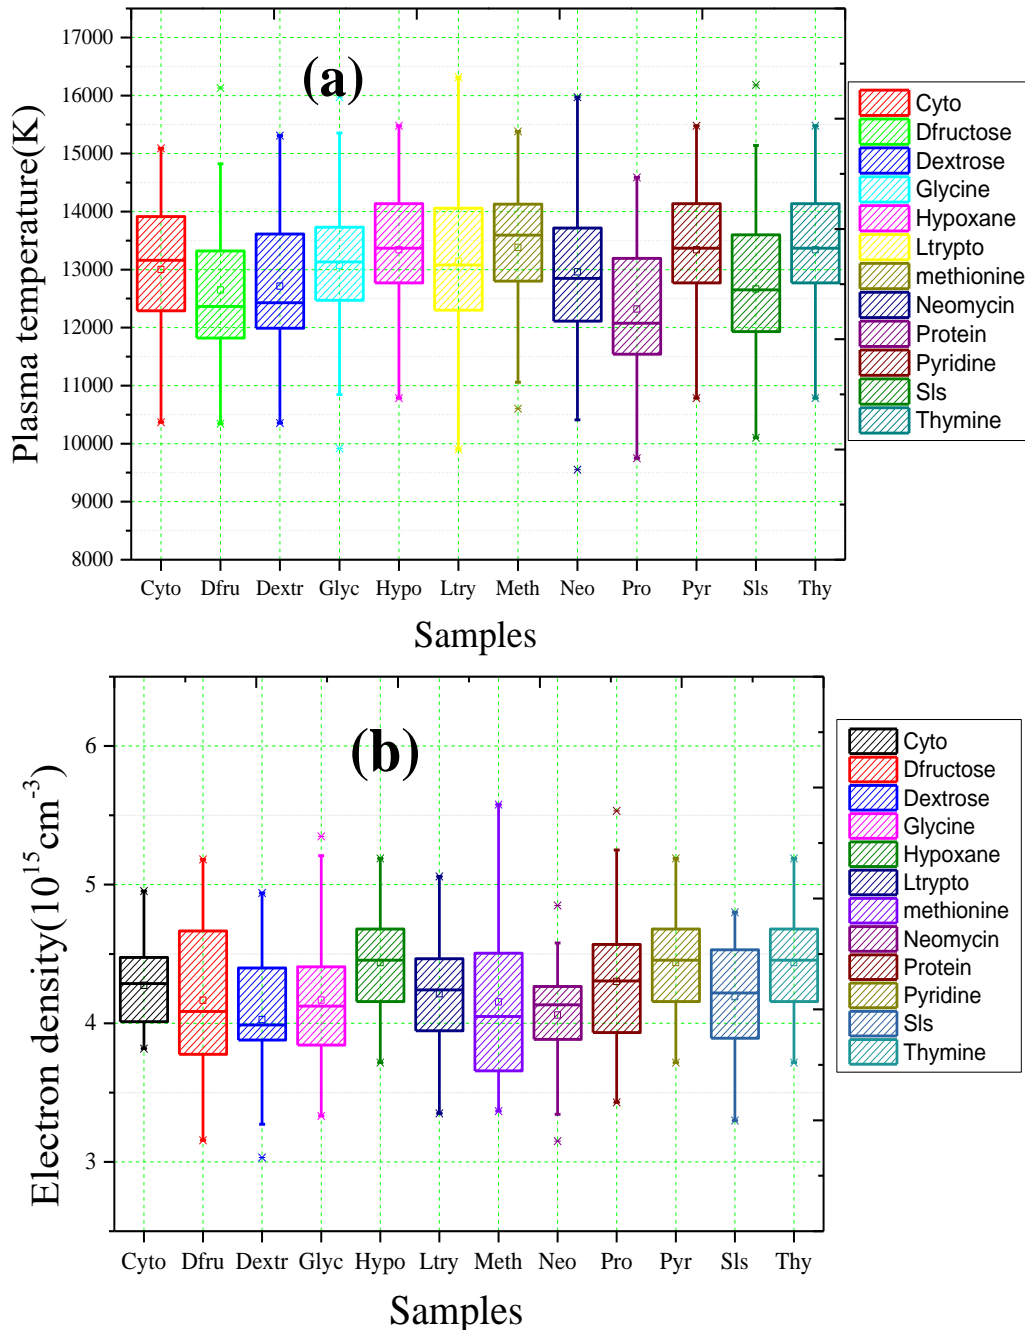 (a)
Plasma temperature(K)
17000
16000
15000
14000
13000
12000
11000
10000
9000
8000
Cyto Dfru Dextr Glyc Hypo Ltry Meth Neo Pro Pyr Sls Thy
Samples
Cyto
Dfructose
Dextrose
Glycine
Hypoxane
Ltrypto
methionine
Neomycin
Protein
Pyridine
Sls
Thymine
(b)
Electron density(10¹⁵cm⁻³)
6
5
4
3
Cyto Dfru Dextr Glyc Hypo Ltry Meth Neo Pro Pyr Sls Thy
Samples
Cyto
Dfructose
Dextrose
Glycine
Hypoxane
Ltrypto
methionine
Neomycin
Protein
Pyridine
Sls
Thymine